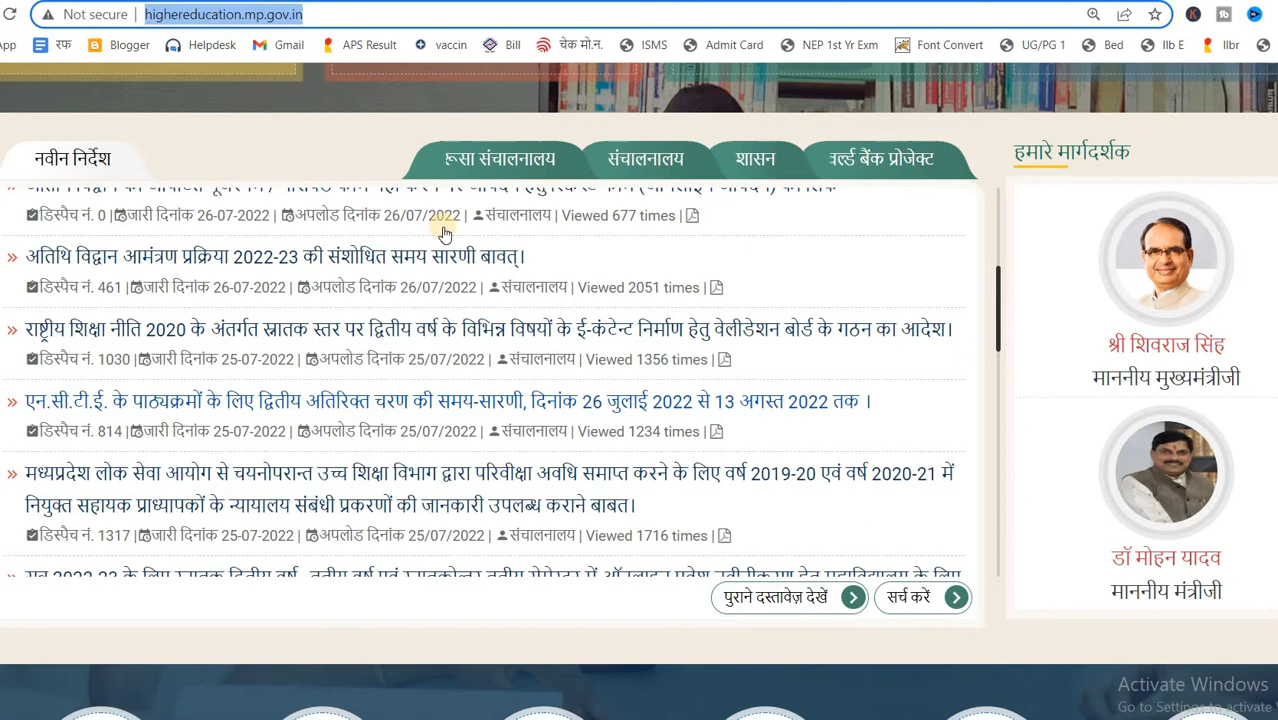 Not secure | highereducation.mp.gov.in
App रफ Blogger Helpdesk Gmail APS Result vaccin Bill चेक मो.न. ISMS Admit Card NEP 1st Yr Exm Font Convert UG/PG 1 Bed IIb E IIbr
नवीन निर्देश
रूसा संचालनालय
संचालनालय
शासन
वर्ल्ड बैंक प्रोजेक्ट
डिस्पैच नं. 0 | जारी दिनांक 26-07-2022 | अपलोड दिनांक 26/07/2022 | संचालनालय | Viewed 677 times |
» अतिथि विद्वान आमंत्रण प्रक्रिया 2022-23 की संशोधित समय सारणी बावत्।
डिस्पैच नं. 461 | जारी दिनांक 26-07-2022 | अपलोड दिनांक 26/07/2022 | संचालनालय | Viewed 2051 times |
» राष्ट्रीय शिक्षा नीति 2020 के अंतर्गत स्नातक स्तर पर द्वितीय वर्ष के विभिन्न विषयों के ई-कंटेन्ट निर्माण हेतु वेलीडेशन बोर्ड के गठन का आदेश।
डिस्पैच नं. 1030 | जारी दिनांक 25-07-2022 | अपलोड दिनांक 25/07/2022 | संचालनालय | Viewed 1356 times |
» एन.सी.टी.ई. के पाठ्यक्रमों के लिए द्वितीय अतिरिक्त चरण की समय-सारणी, दिनांक 26 जुलाई 2022 से 13 अगस्त 2022 तक ।
डिस्पैच नं. 814 | जारी दिनांक 25-07-2022 | अपलोड दिनांक 25/07/2022 | संचालनालय | Viewed 1234 times |
» मध्यप्रदेश लोक सेवा आयोग से चयनोपरान्त उच्च शिक्षा विभाग द्वारा परिवीक्षा अवधि समाप्त करने के लिए वर्ष 2019-20 एवं वर्ष 2020-21 में
नियुक्त सहायक प्राध्यापकों के न्यायालय संबंधी प्रकरणों की जानकारी उपलब्ध कराने बाबत।
डिस्पैच नं. 1317 | जारी दिनांक 25-07-2022 | अपलोड दिनांक 25/07/2022 | संचालनालय | Viewed 1716 times |
पुराने दस्तावेज़ देखें
सर्च करें
हमारे मार्गदर्शक
श्री शिवराज सिंह
माननीय मुख्यमंत्रीजी
डॉ मोहन यादव
माननीय मंत्रीजी
Activate Windows
Go to Settings to activate